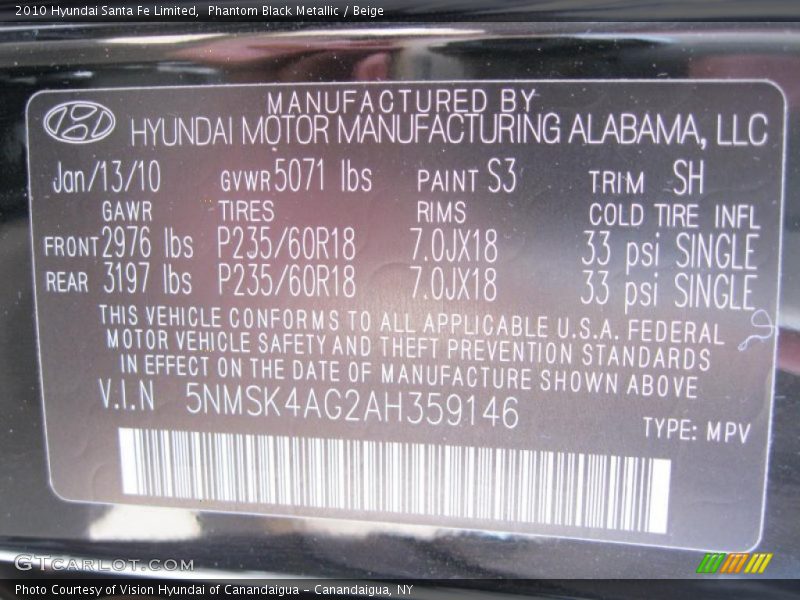 2010 Hyundai Santa Fe Limited, Phantom Black Metallic / Beige
MANUFACTURED BY
HYUNDAI MOTOR MANUFACTURING ALABAMA, LLC
Jan/13/10 GVWR 5071 lbs PAINT S3 TRIM SH
GAWR TIRES RIMS COLD TIRE INFL
FRONT 2976 lbs P235/60R18 7.0JX18 33 psi SINGLE
REAR 3197 lbs P235/60R18 7.0JX18 33 psi SINGLE
THIS VEHICLE CONFORMS TO ALL APPLICABLE U.S.A. FEDERAL
MOTOR VEHICLE SAFETY AND THEFT PREVENTION STANDARDS
IN EFFECT ON THE DATE OF MANUFACTURE SHOWN ABOVE
V.I.N 5NMSK4AG2AH359146
TYPE: MPV
GTCARLOT.COM
Photo Courtesy of Vision Hyundai of Canandaigua - Canandaigua, NY